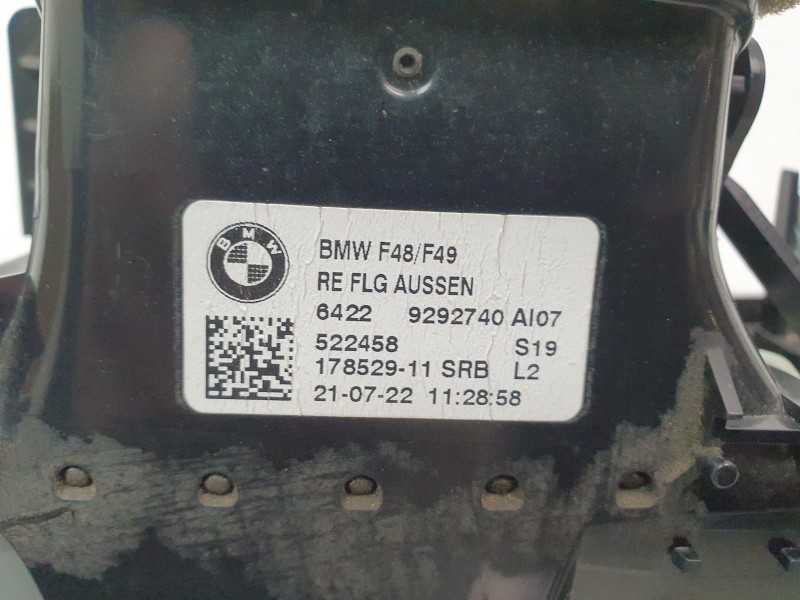 BMW
BMW F48/F49
RE FLG AUSSEN
6422 9292740 AI07
522458 S19
178529-11 SRB L2
21-07-22 11:28:58